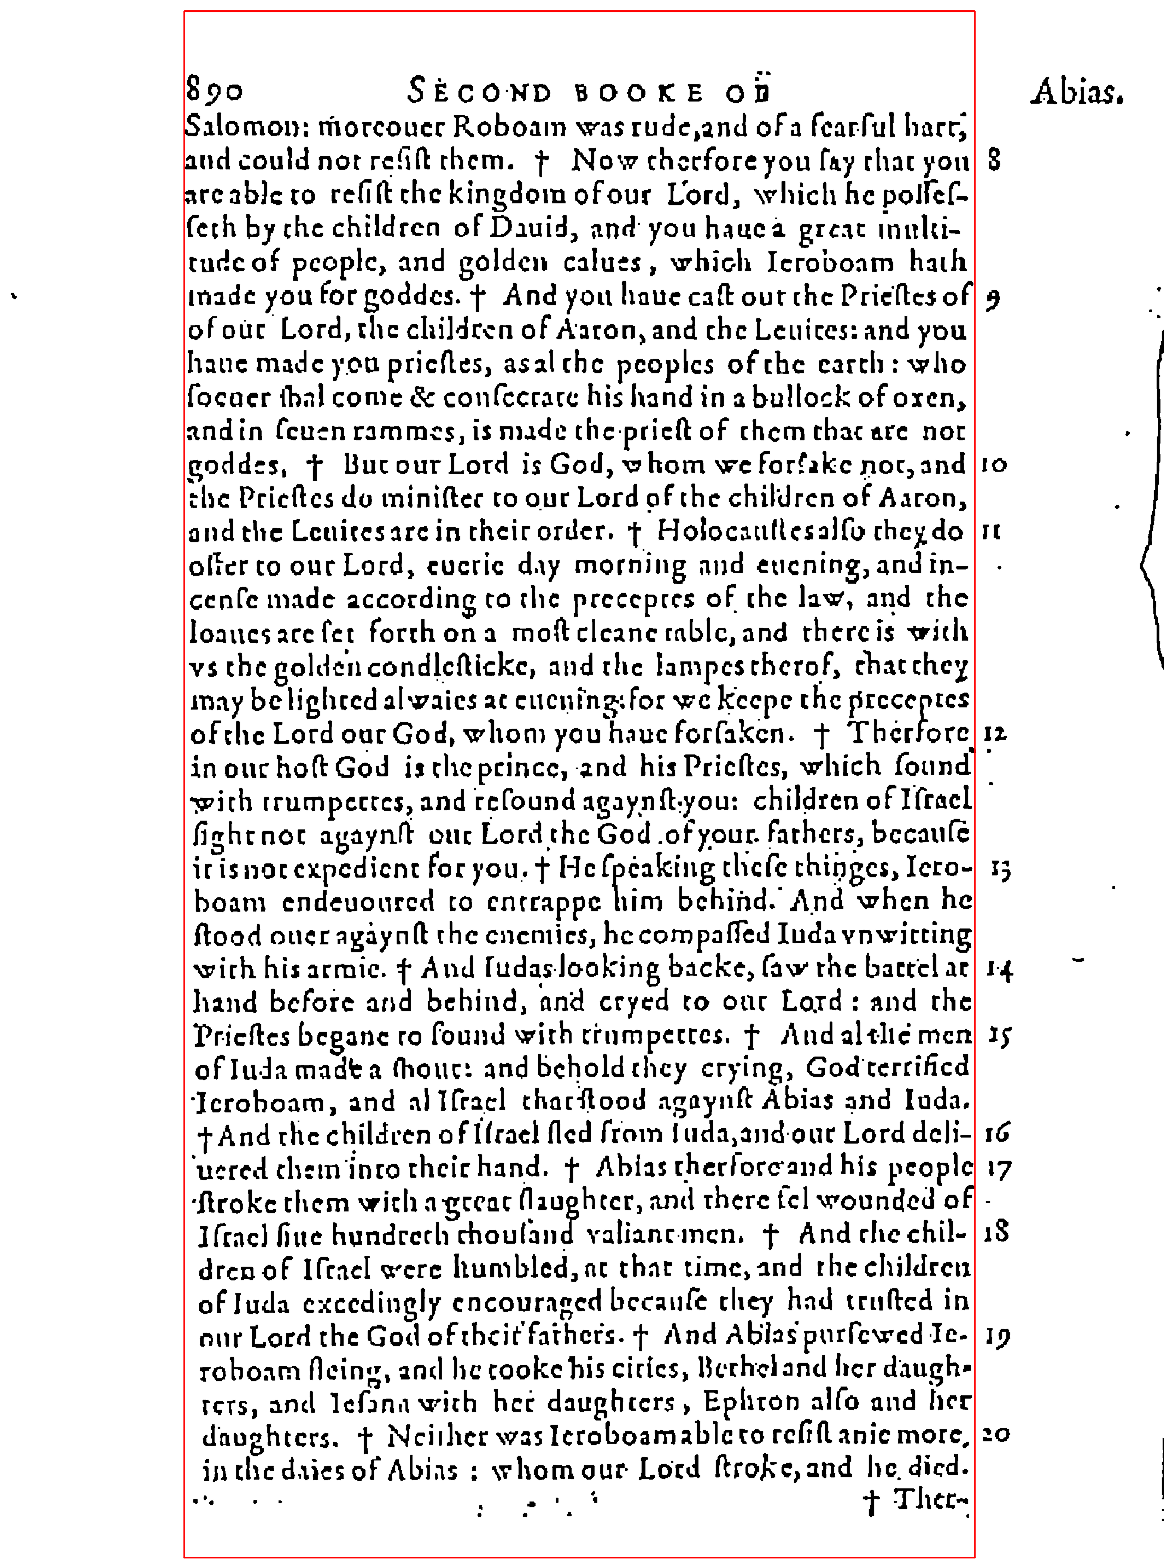 890 SECOND BOOKE OF Abias.
Salomon: moreouer Roboam was rude, and of a fearful hart,
and could not resist them. † Now therfore you say that you 8
are able to resist the kingdom of our Lord, which he posses-
seth by the children of Dauid, and you haue a great multi-
tude of people, and golden calues, which Ieroboam hath
made you for goddes. † And you haue cast out the Priestes of 9
of our Lord, the children of Aaron, and the Leuites: and you
haue made you priestes, as al the peoples of the earth: who
soeuer shal come & consecrate his hand in a bullock of oxen,
and in seuen rammes, is made the priest of them that are not
goddes. † But our Lord is God, whom we forsake not, and 10
the Priestes do minister to our Lord of the children of Aaron,
and the Leuites are in their order. † Holocaustes also they do 11
offer to our Lord, euerie day morning and euening, and in-
cense made according to the preceptes of the law, and the
loaues are set forth on a most cleane table, and there is with
vs the golden condlesticke, and the lampes therof, that they
may be lighted alwaies at euening: for we keepe the preceptes
of the Lord our God, whom you haue forsaken. † Therfore 12
in our host God is the prince, and his Priestes, which sound
with trumpettes, and resound agaynst you: children of Israel
fight not agaynst our Lord the God of your fathers, because
it is not expedient for you. † He speaking these thinges, Iero- 13
boam endeuoured to entrappe him behind. And when he
stood ouer agaynst the enemies, he compassed Iuda vnwitting
with his armie. † And Iudas looking backe, saw the battel at 14
hand before and behind, and cryed to our Lord: and the
Priestes begane to sound with trumpettes. † And al the men 15
of Iuda made a shout: and behold they crying, God terrified
Ieroboam, and al Israel that stood agaynst Abias and Iuda.
† And the children of Israel fled from Iuda, and our Lord deli- 16
uered them into their hand. † Abias therfore and his people 17
stroke them with a great slaughter, and there fel wounded of
Israel fiue hundreth thousand valiant men. † And the chil- 18
dren of Israel were humbled, at that time, and the children
of Iuda exceedingly encouraged because they had trusted in
our Lord the God of their fathers. † And Abias pursewed Ie- 19
roboam fleing, and he tooke his cities, Bethel and her daugh-
ters, and Iesana with her daughters, Ephron also and her
daughters. † Neither was Ieroboam able to resist anie more, 20
in the daies of Abias: whom our Lord stroke, and he died.
† Ther-